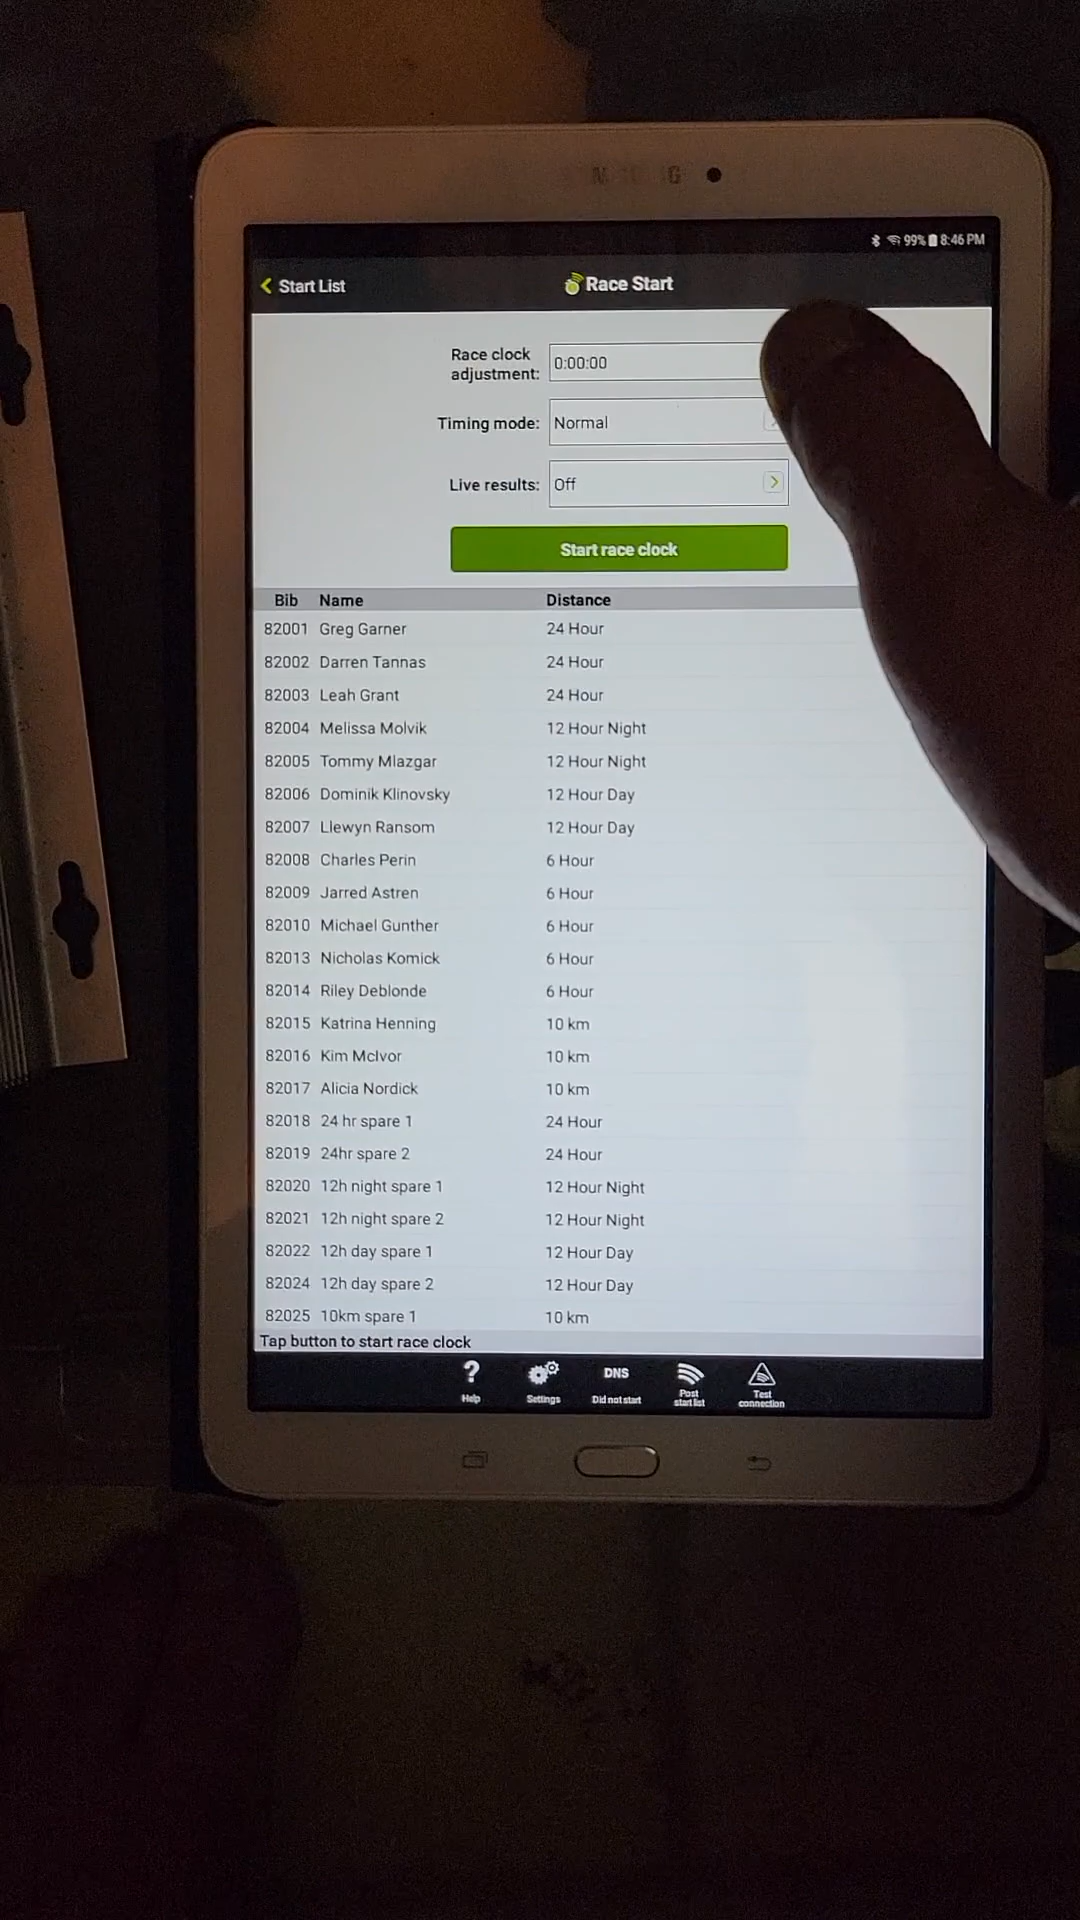 99% 8:46 PM
Start List
Race Start
Race clock adjustment: 0:00:00
Timing mode: Normal
Live results: Off
Start race clock
Bib Name Distance
82001 Greg Garner 24 Hour
82002 Darren Tannas 24 Hour
82003 Leah Grant 24 Hour
82004 Melissa Molvik 12 Hour Night
82005 Tommy Mlazgar 12 Hour Night
82006 Dominik Klinovsky 12 Hour Day
82007 Llewyn Ransom 12 Hour Day
82008 Charles Perin 6 Hour
82009 Jarred Astren 6 Hour
82010 Michael Gunther 6 Hour
82013 Nicholas Komick 6 Hour
82014 Riley Deblonde 6 Hour
82015 Katrina Henning 10 km
82016 Kim McIvor 10 km
82017 Alicia Nordick 10 km
82018 24 hr spare 1 24 Hour
82019 24hr spare 2 24 Hour
82020 12h night spare 1 12 Hour Night
82021 12h night spare 2 12 Hour Night
82022 12h day spare 1 12 Hour Day
82024 12h day spare 2 12 Hour Day
82025 10km spare 1 10 km
Tap button to start race clock
? DNS
Help Settings Did not start Post start list Test connection